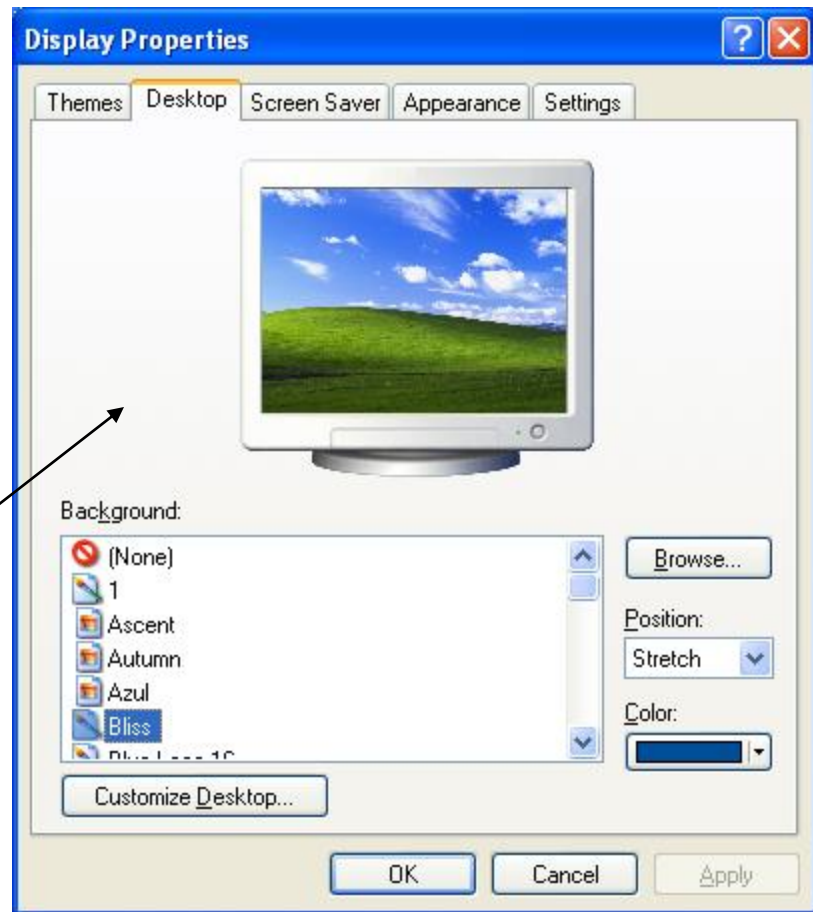 Display Properties
Themes Desktop Screen Saver Appearance Settings
Background:
(None)
1
Ascent
Autumn
Azul
Bliss
Browse...
Position:
Stretch
Color:
Customize Desktop...
OK Cancel Apply